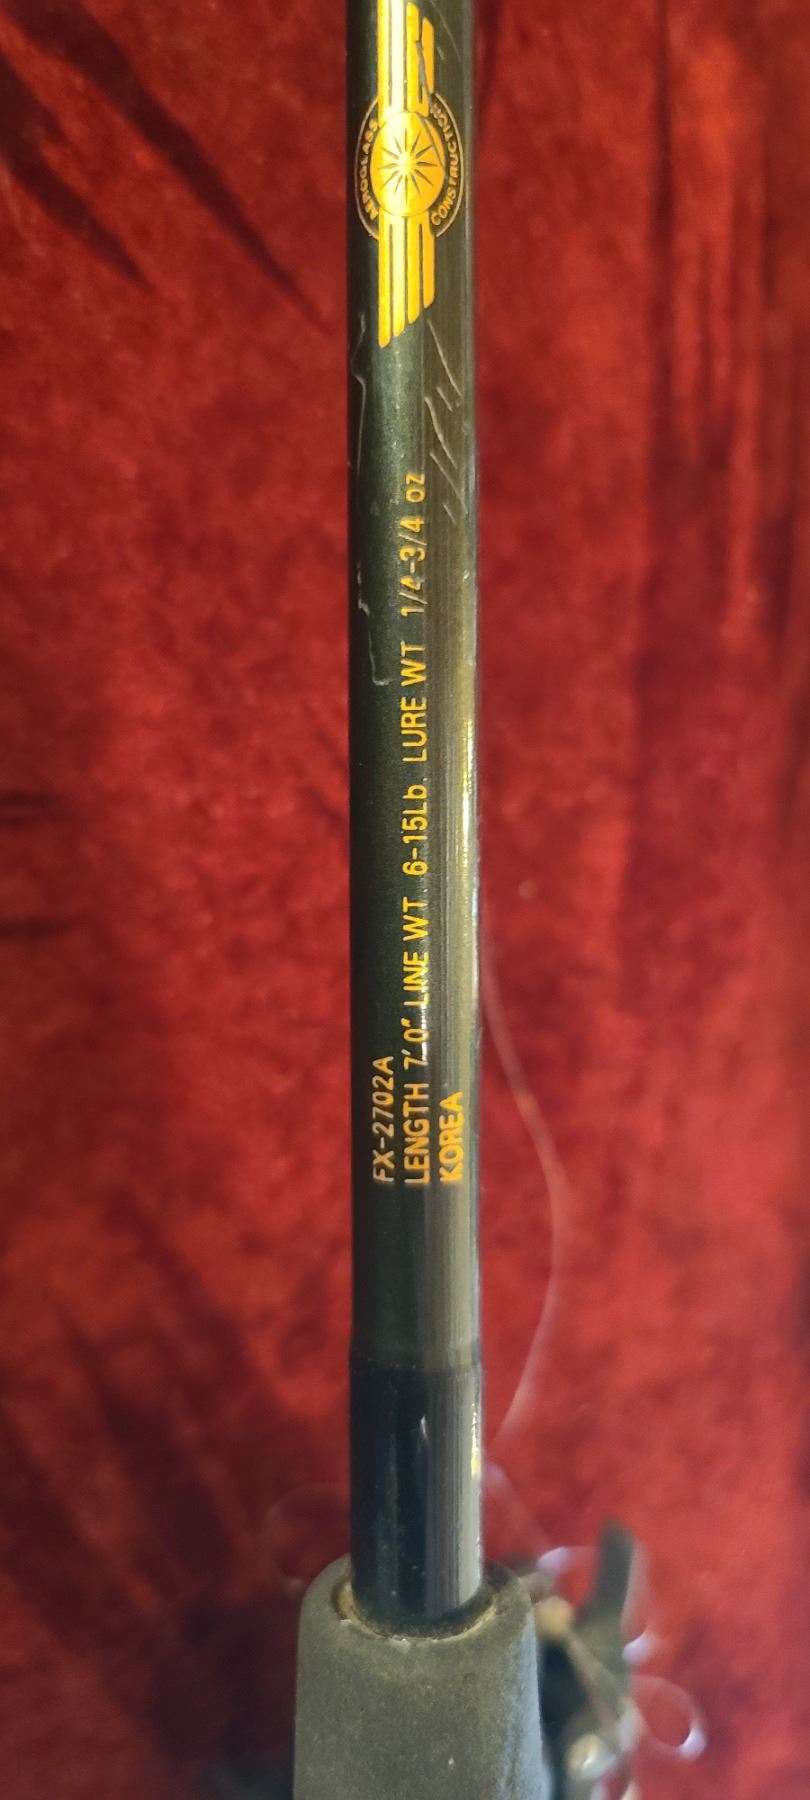 AEROGLASS
CONSTRUCTION
FX-2702A
LENGTH 7' 0" LINE WT. 6-15Lb. LURE WT 1/4-3/4 oz
KOREA